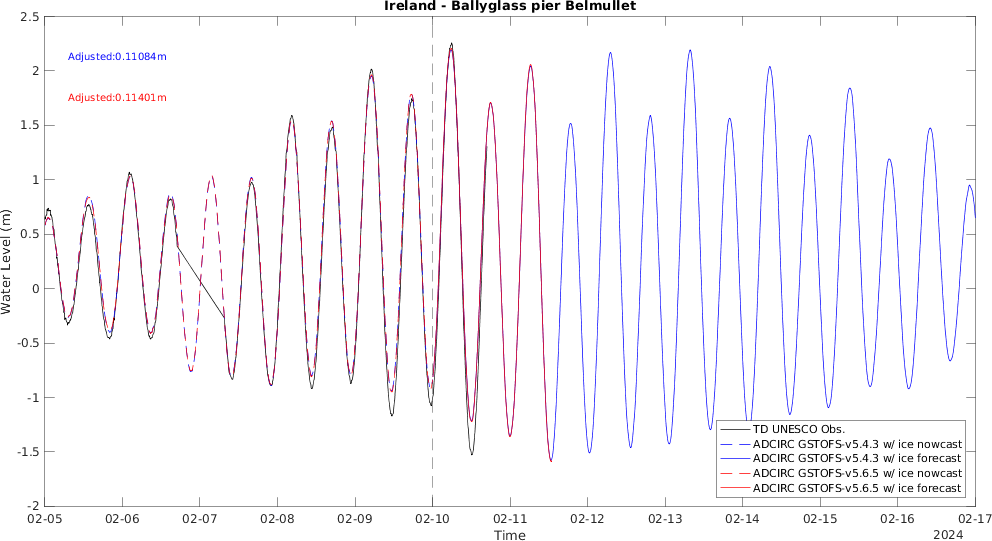 Ireland - Ballyglass pier Belmullet
Adjusted:0.11084m
Adjusted:0.11401m
2.5
2
1.5
1
0.5
0
-0.5
-1
-1.5
-2
Water Level (m)
TD UNESCO Obs.
ADCIRC GSTOFS-v5.4.3 w/ ice nowcast
ADCIRC GSTOFS-v5.4.3 w/ ice forecast
ADCIRC GSTOFS-v5.6.5 w/ ice nowcast
ADCIRC GSTOFS-v5.6.5 w/ ice forecast
02-05 02-06 02-07 02-08 02-09 02-10 02-11 02-12 02-13 02-14 02-15 02-16 02-17
Time
2024